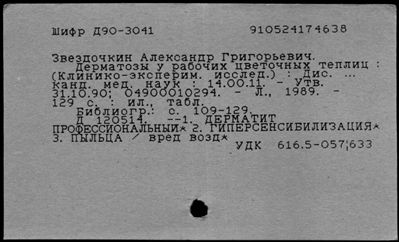 Шифр Д90-3041 910524174638
Звездочкин Александр Григорьевич.
Дерматозы у рабочих цветочных теплиц :
(Клинико-эксперим. исслед.) : Дис. ...
канд. мед. наук : 14.00.11. - Утв.
31.10.90; 04900010294. - Л., 1989. -
129 с. : ил., табл.
Библиогр.: с. 109-129.
Д 120514. --1. ДЕРМАТИТ
ПРОФЕССИОНАЛЬНЫЙ* 2. ГИПЕРСЕНСИБИЛИЗАЦИЯ*
3. ПЫЛЬЦА / вред возд*
УДК 616.5-057;633